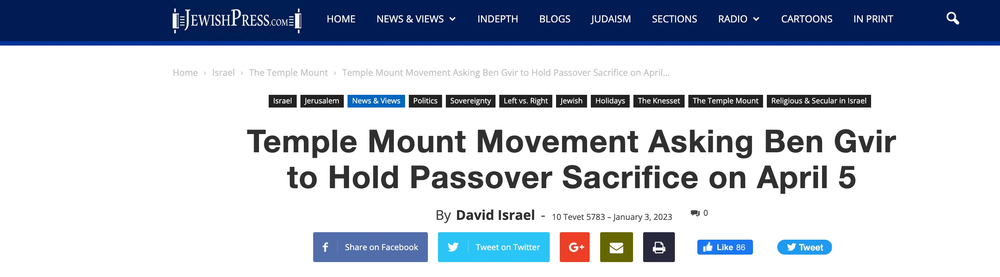 JEWISHPRESS.COM HOME NEWS & VIEWS INDEPTH BLOGS JUDAISM SECTIONS RADIO CARTOONS IN PRINT
Home › Israel › The Temple Mount › Temple Mount Movement Asking Ben Gvir to Hold Passover Sacrifice on April...
Israel Jerusalem News & Views Politics Sovereignty Left vs. Right Jewish Holidays The Knesset The Temple Mount Religious & Secular in Israel
Temple Mount Movement Asking Ben Gvir
to Hold Passover Sacrifice on April 5
By David Israel - 10 Tevet 5783 – January 3, 2023 0
f Share on Facebook Tweet on Twitter G+ Like 86 Tweet